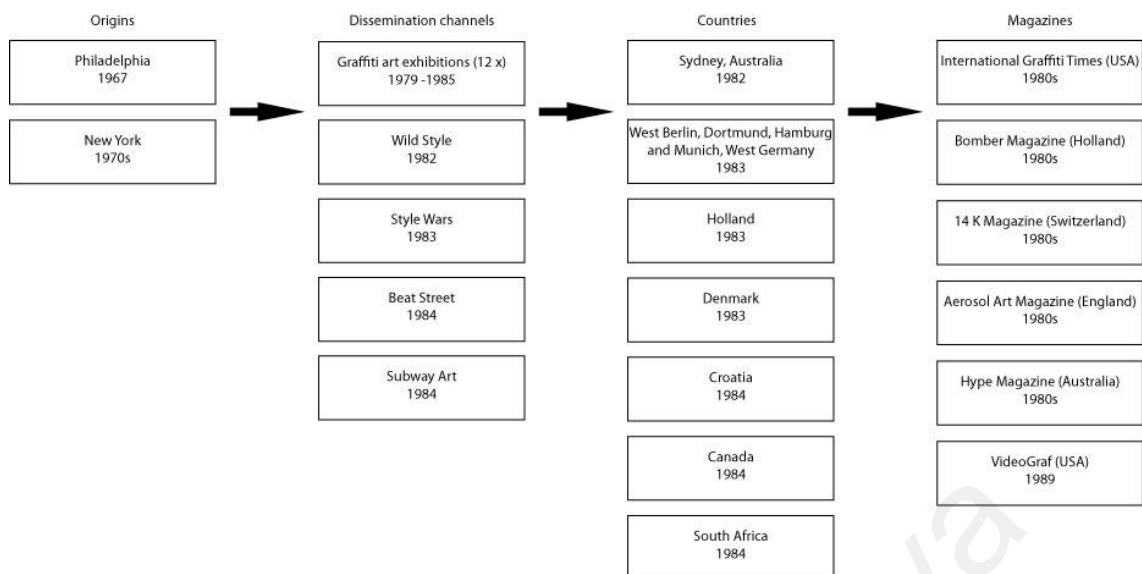 Origins
Philadelphia
1967
New York
1970s
Dissemination channels
Graffiti art exhibitions (12 x)
1979 -1985
Wild Style
1982
Style Wars
1983
Beat Street
1984
Subway Art
1984
Countries
Sydney, Australia
1982
West Berlin, Dortmund, Hamburg
and Munich, West Germany
1983
Holland
1983
Denmark
1983
Croatia
1984
Canada
1984
South Africa
1984
Magazines
International Graffiti Times (USA)
1980s
Bomber Magazine (Holland)
1980s
14 K Magazine (Switzerland)
1980s
Aerosol Art Magazine (England)
1980s
Hype Magazine (Australia)
1980s
VideoGraf (USA)
1989